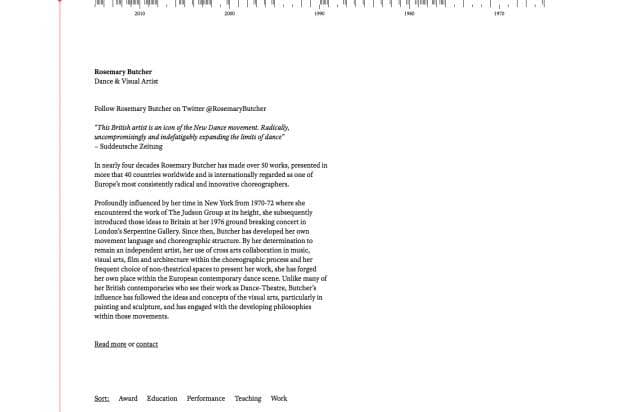 2010 2000 1990 1980 1970
Rosemary Butcher
Dance & Visual Artist
Follow Rosemary Butcher on Twitter @RosemaryButcher
"This British artist is an icon of the New Dance movement. Radically,
uncompromisingly and indefatigably expanding the limits of dance"
– Suddeutsche Zeitung
In nearly four decades Rosemary Butcher has made over 50 works, presented in
more that 40 countries worldwide and is internationally regarded as one of
Europe's most consistently radical and innovative choreographers.
Profoundly influenced by her time in New York from 1970-72 where she
encountered the work of The Judson Group at its height, she subsequently
introduced those ideas to Britain at her 1976 ground breaking concert in
London's Serpentine Gallery. Since then, Butcher has developed her own
movement language and choreographic structure. By her determination to
remain an independent artist, her use of cross arts collaboration in music,
visual arts, film and architecture within the choreographic process and her
frequent choice of non-theatrical spaces to present her work, she has forged
her own place within the European contemporary dance scene. Unlike many of
her British contemporaries who see their work as Dance-Theatre, Butcher's
influence has followed the ideas and concepts of the visual arts, particularly in
painting and sculpture, and has engaged with the developing philosophies
within those movements.
Read more or contact
Sort: Award Education Performance Teaching Work